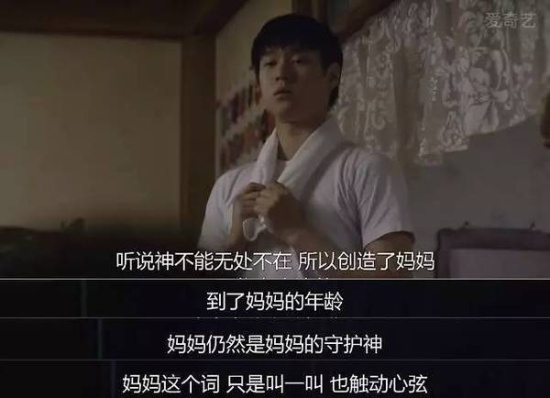 爱奇艺
听说神不能无处不在 所以创造了妈妈
到了妈妈的年龄
妈妈仍然是妈妈的守护神
妈妈这个词 只是叫一叫 也触动心弦